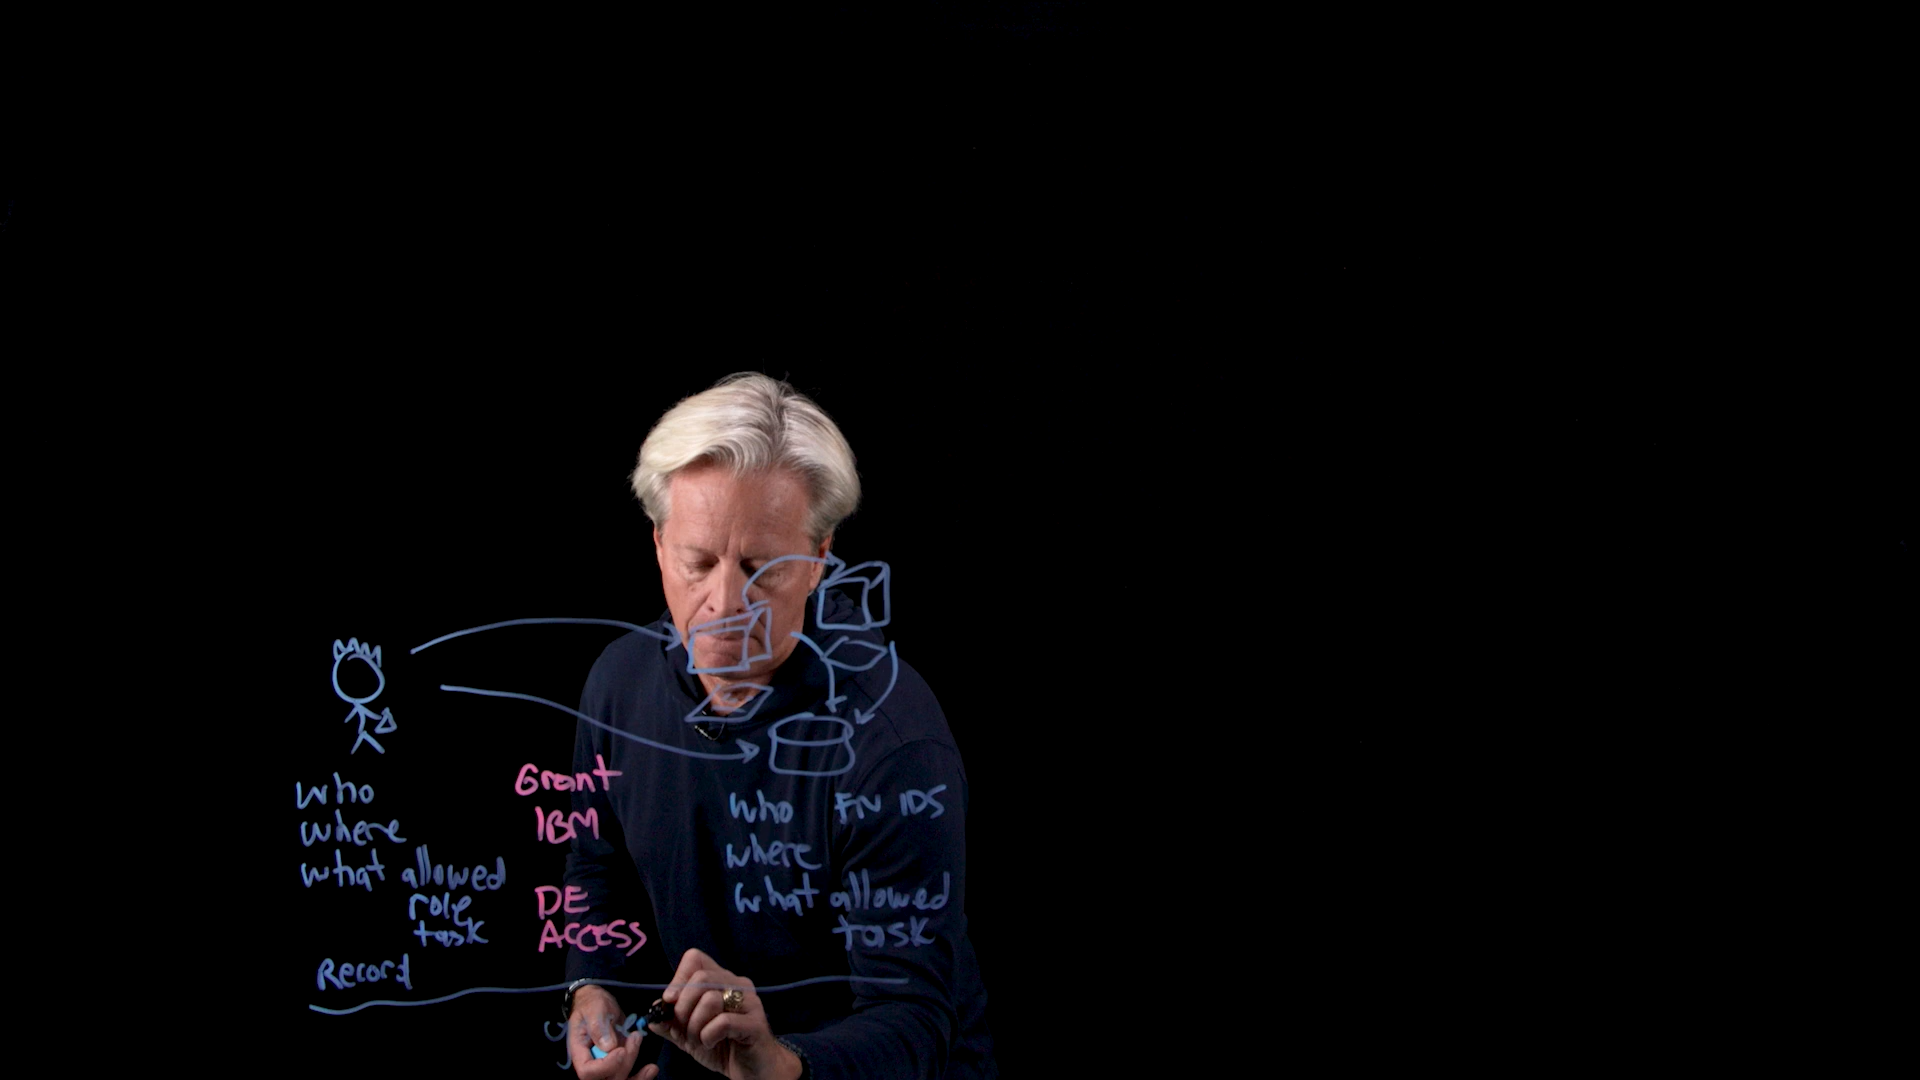 who
where
what allowed
role
task
Record
Grant
IBM
DE
ACCESS
who FN IDS
where
what allowed
task